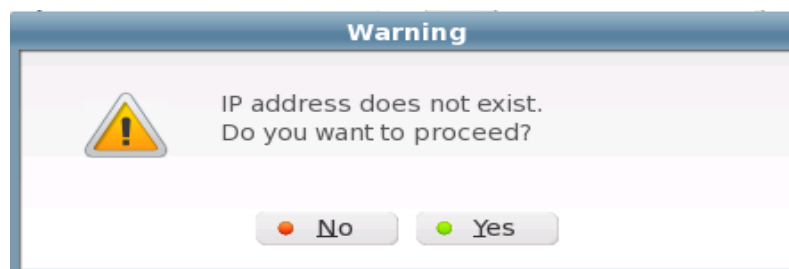 Warning
IP address does not exist.
Do you want to proceed?
No Yes